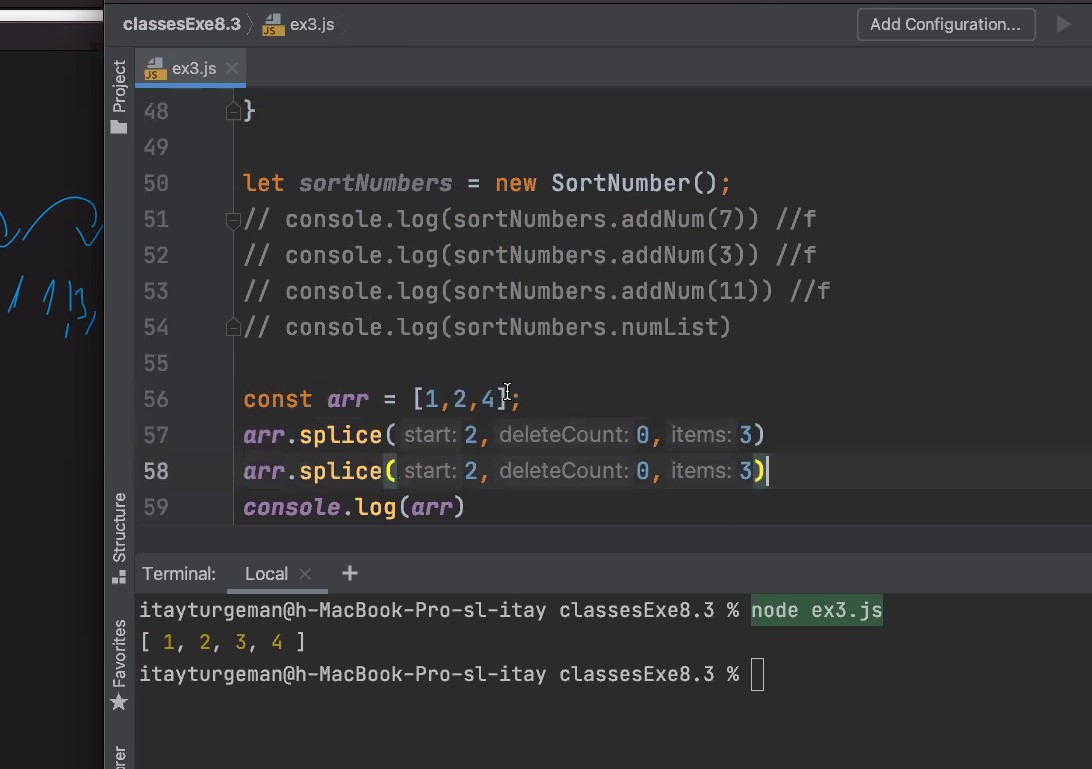 classesExe8.3 ex3.js Add Configuration...
Project
JS ex3.js
48 }
49
50 let sortNumbers = new SortNumber();
51 // console.log(sortNumbers.addNum(7)) //f
52 // console.log(sortNumbers.addNum(3)) //f
53 // console.log(sortNumbers.addNum(11)) //f
54 // console.log(sortNumbers.numList)
55
56 const arr = [1,2,4];
57 arr.splice( start: 2, deleteCount: 0, items: 3)
58 arr.splice( start: 2, deleteCount: 0, items: 3)
59 console.log(arr)
Structure
Favorites
Terminal: Local +
itayturgeman@h-MacBook-Pro-sl-itay classesExe8.3 % node ex3.js
[ 1, 2, 3, 4 ]
itayturgeman@h-MacBook-Pro-sl-itay classesExe8.3 %